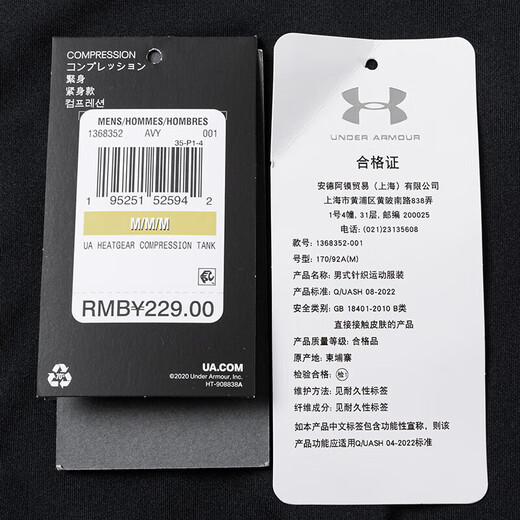 COMPRESSION
コンプレッション
緊身
紧身款
컴프레션
MENS/HOMMES/HOMBRES
1368352 AVY 001
35-P1-4
1 95251 52594 2
M/M/M
UA HEATGEAR COMPRESSION TANK
RMB¥229.00
UA.COM
©2020 Under Armour, Inc.
HT-908838A
UNDER ARMOUR
合格证
安德阿镆贸易（上海）有限公司
上海市黄浦区黄陂南路838弄
1号4幢, 31层, 邮编 200025
电话: (021)23135608
款号: 1368352-001
号型: 170/92A(M)
产品名称: 男式针织运动服装
产品标准: Q/UASH 08-2022
安全类别: GB 18401-2010 B类
直接接触皮肤的产品
产品质量等级: 合格品
原产地: 柬埔寨
检验合格: 检1
维护方法: 见耐久性标签
纤维成分: 见耐久性标签
如本产品中文标签包含功能性宣称, 则该
产品功能应适用Q/UASH 04-2022标准